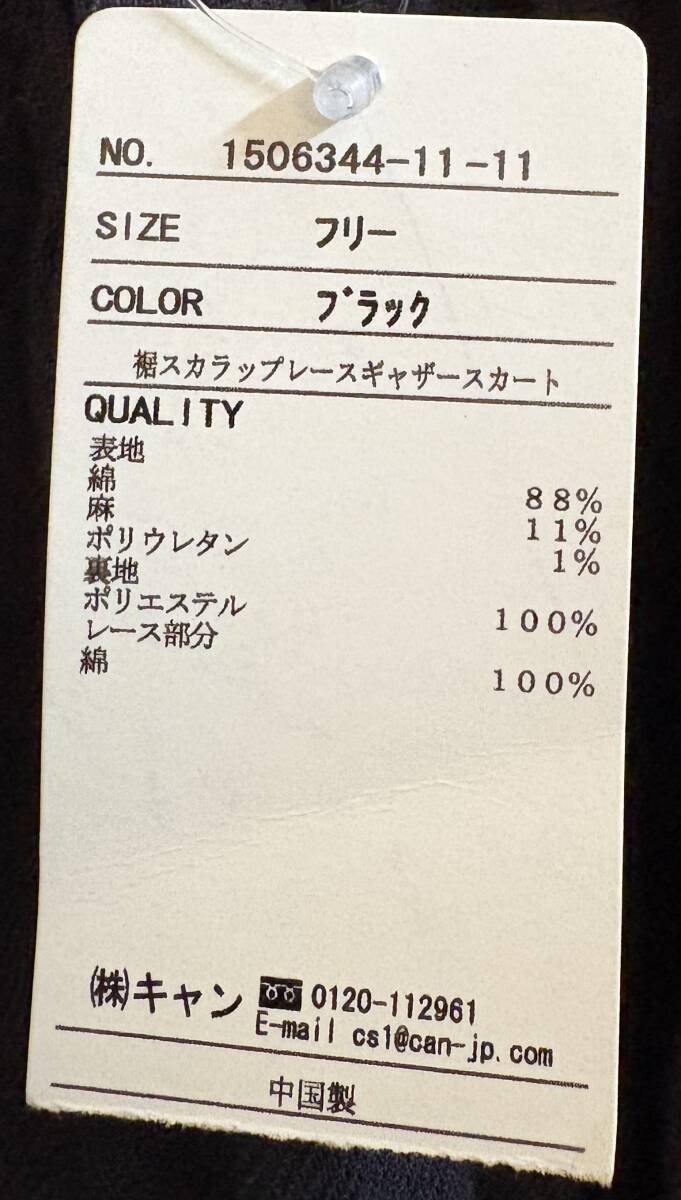 NO. 1506344-11-11
SIZE フリー
COLOR ブラック
裾スカラップレースギャザースカート
QUALITY
表地
綿 88%
麻 11%
ポリウレタン 1%
裏地
ポリエステル 100%
レース部分
綿 100%
㈱キャン 0120-112961
E-mail cs1@can-jp.com
中国製